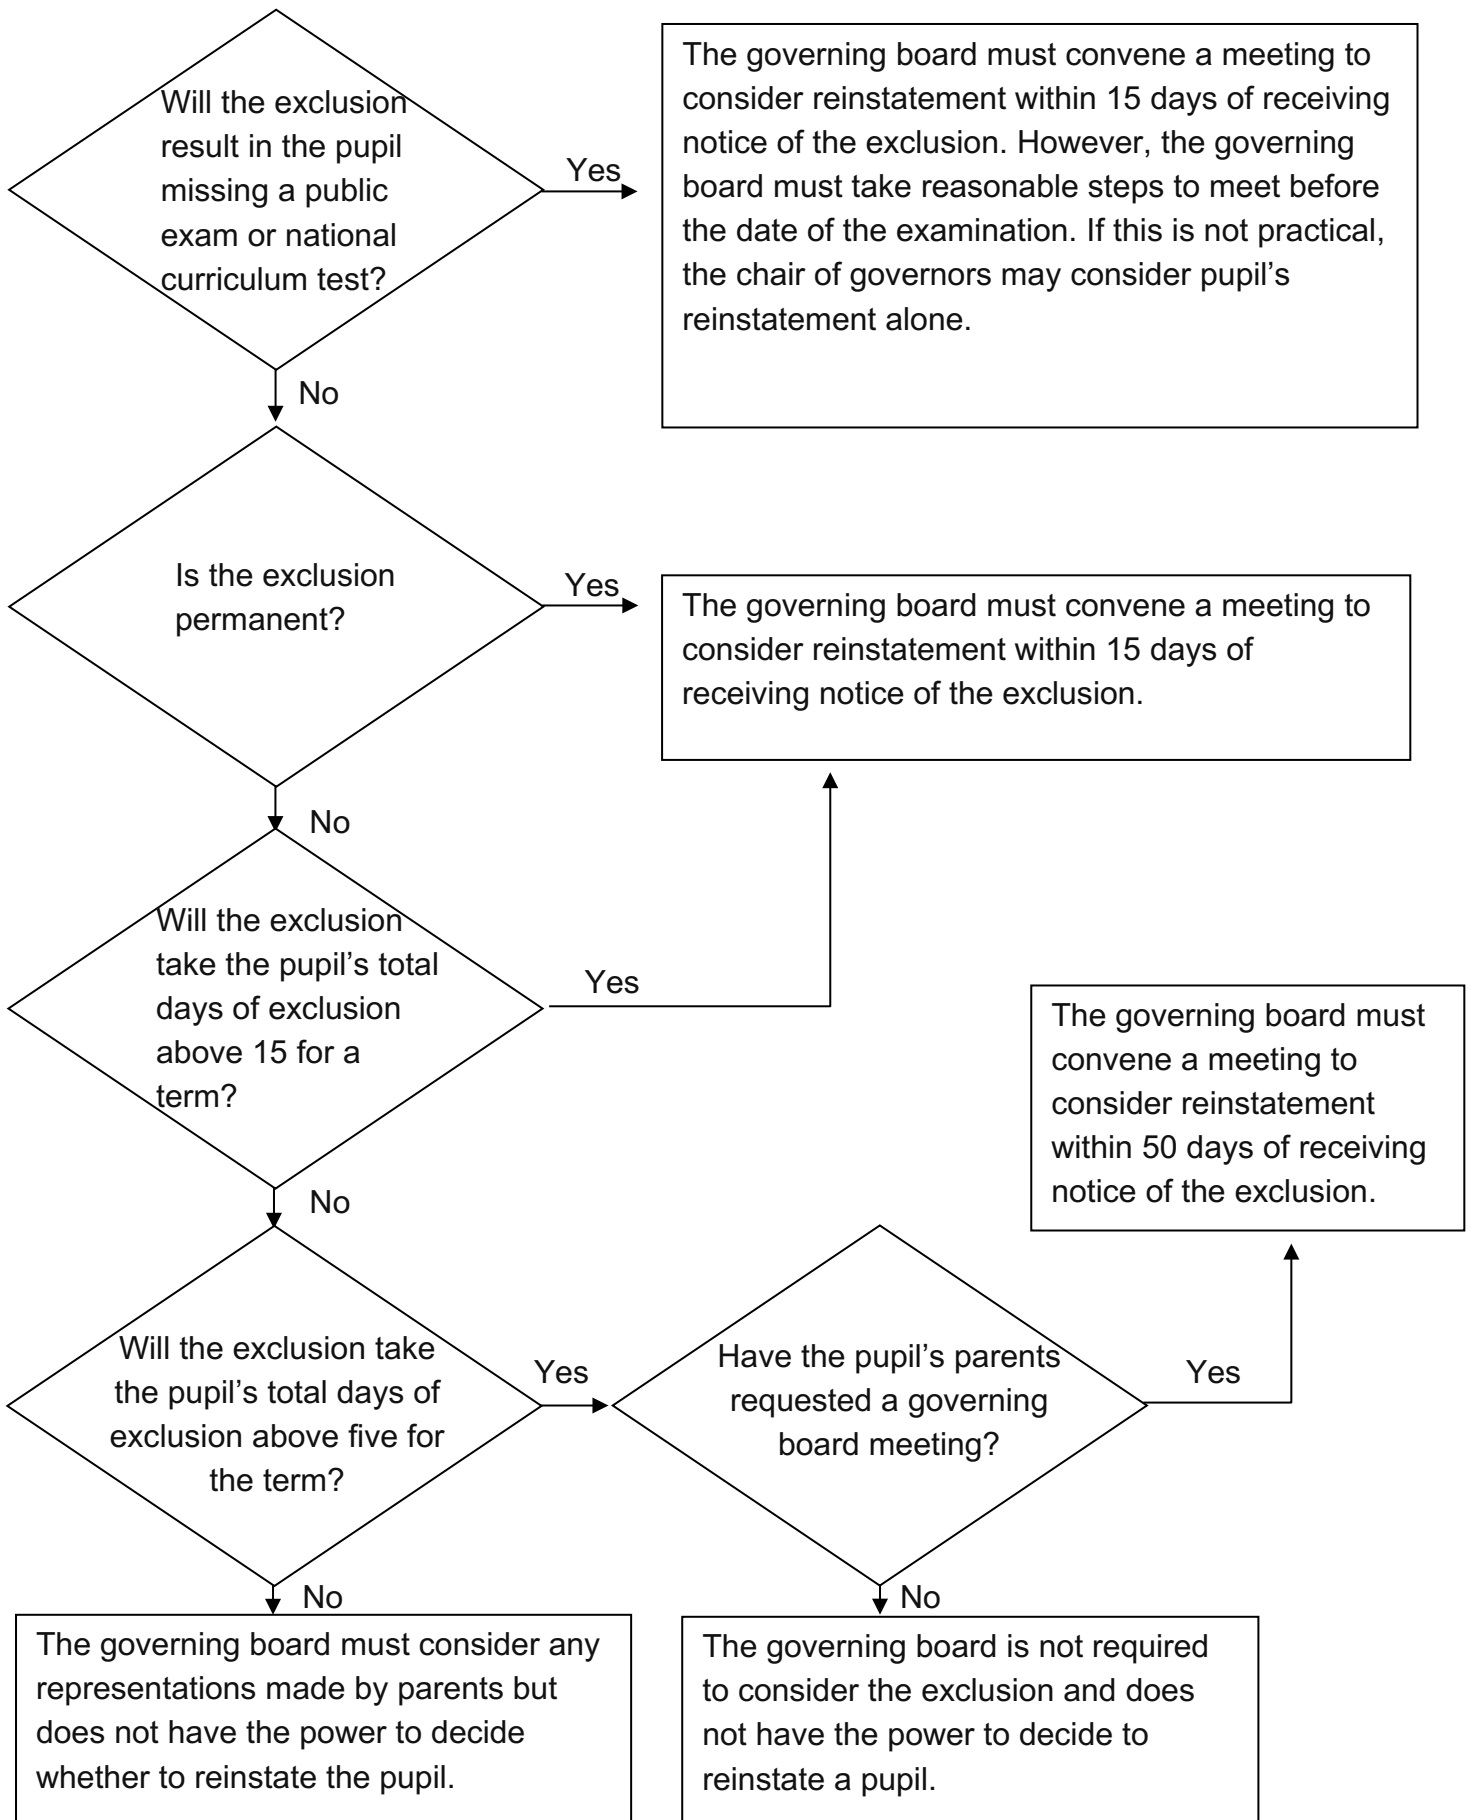 Will the exclusion
result in the pupil
missing a public
exam or national
curriculum test?
Yes
The governing board must convene a meeting to
consider reinstatement within 15 days of receiving
notice of the exclusion. However, the governing
board must take reasonable steps to meet before
the date of the examination. If this is not practical,
the chair of governors may consider pupil’s
reinstatement alone.
No
Is the exclusion
permanent?
Yes
The governing board must convene a meeting to
consider reinstatement within 15 days of
receiving notice of the exclusion.
No
Will the exclusion
take the pupil’s total
days of exclusion
above 15 for a
term?
Yes
The governing board must
convene a meeting to
consider reinstatement
within 50 days of receiving
notice of the exclusion.
No
Will the exclusion take
the pupil’s total days of
exclusion above five for
the term?
Yes
Have the pupil’s parents
requested a governing
board meeting?
Yes
No
The governing board must consider any
representations made by parents but
does not have the power to decide
whether to reinstate the pupil.
No
The governing board is not required
to consider the exclusion and does
not have the power to decide to
reinstate a pupil.